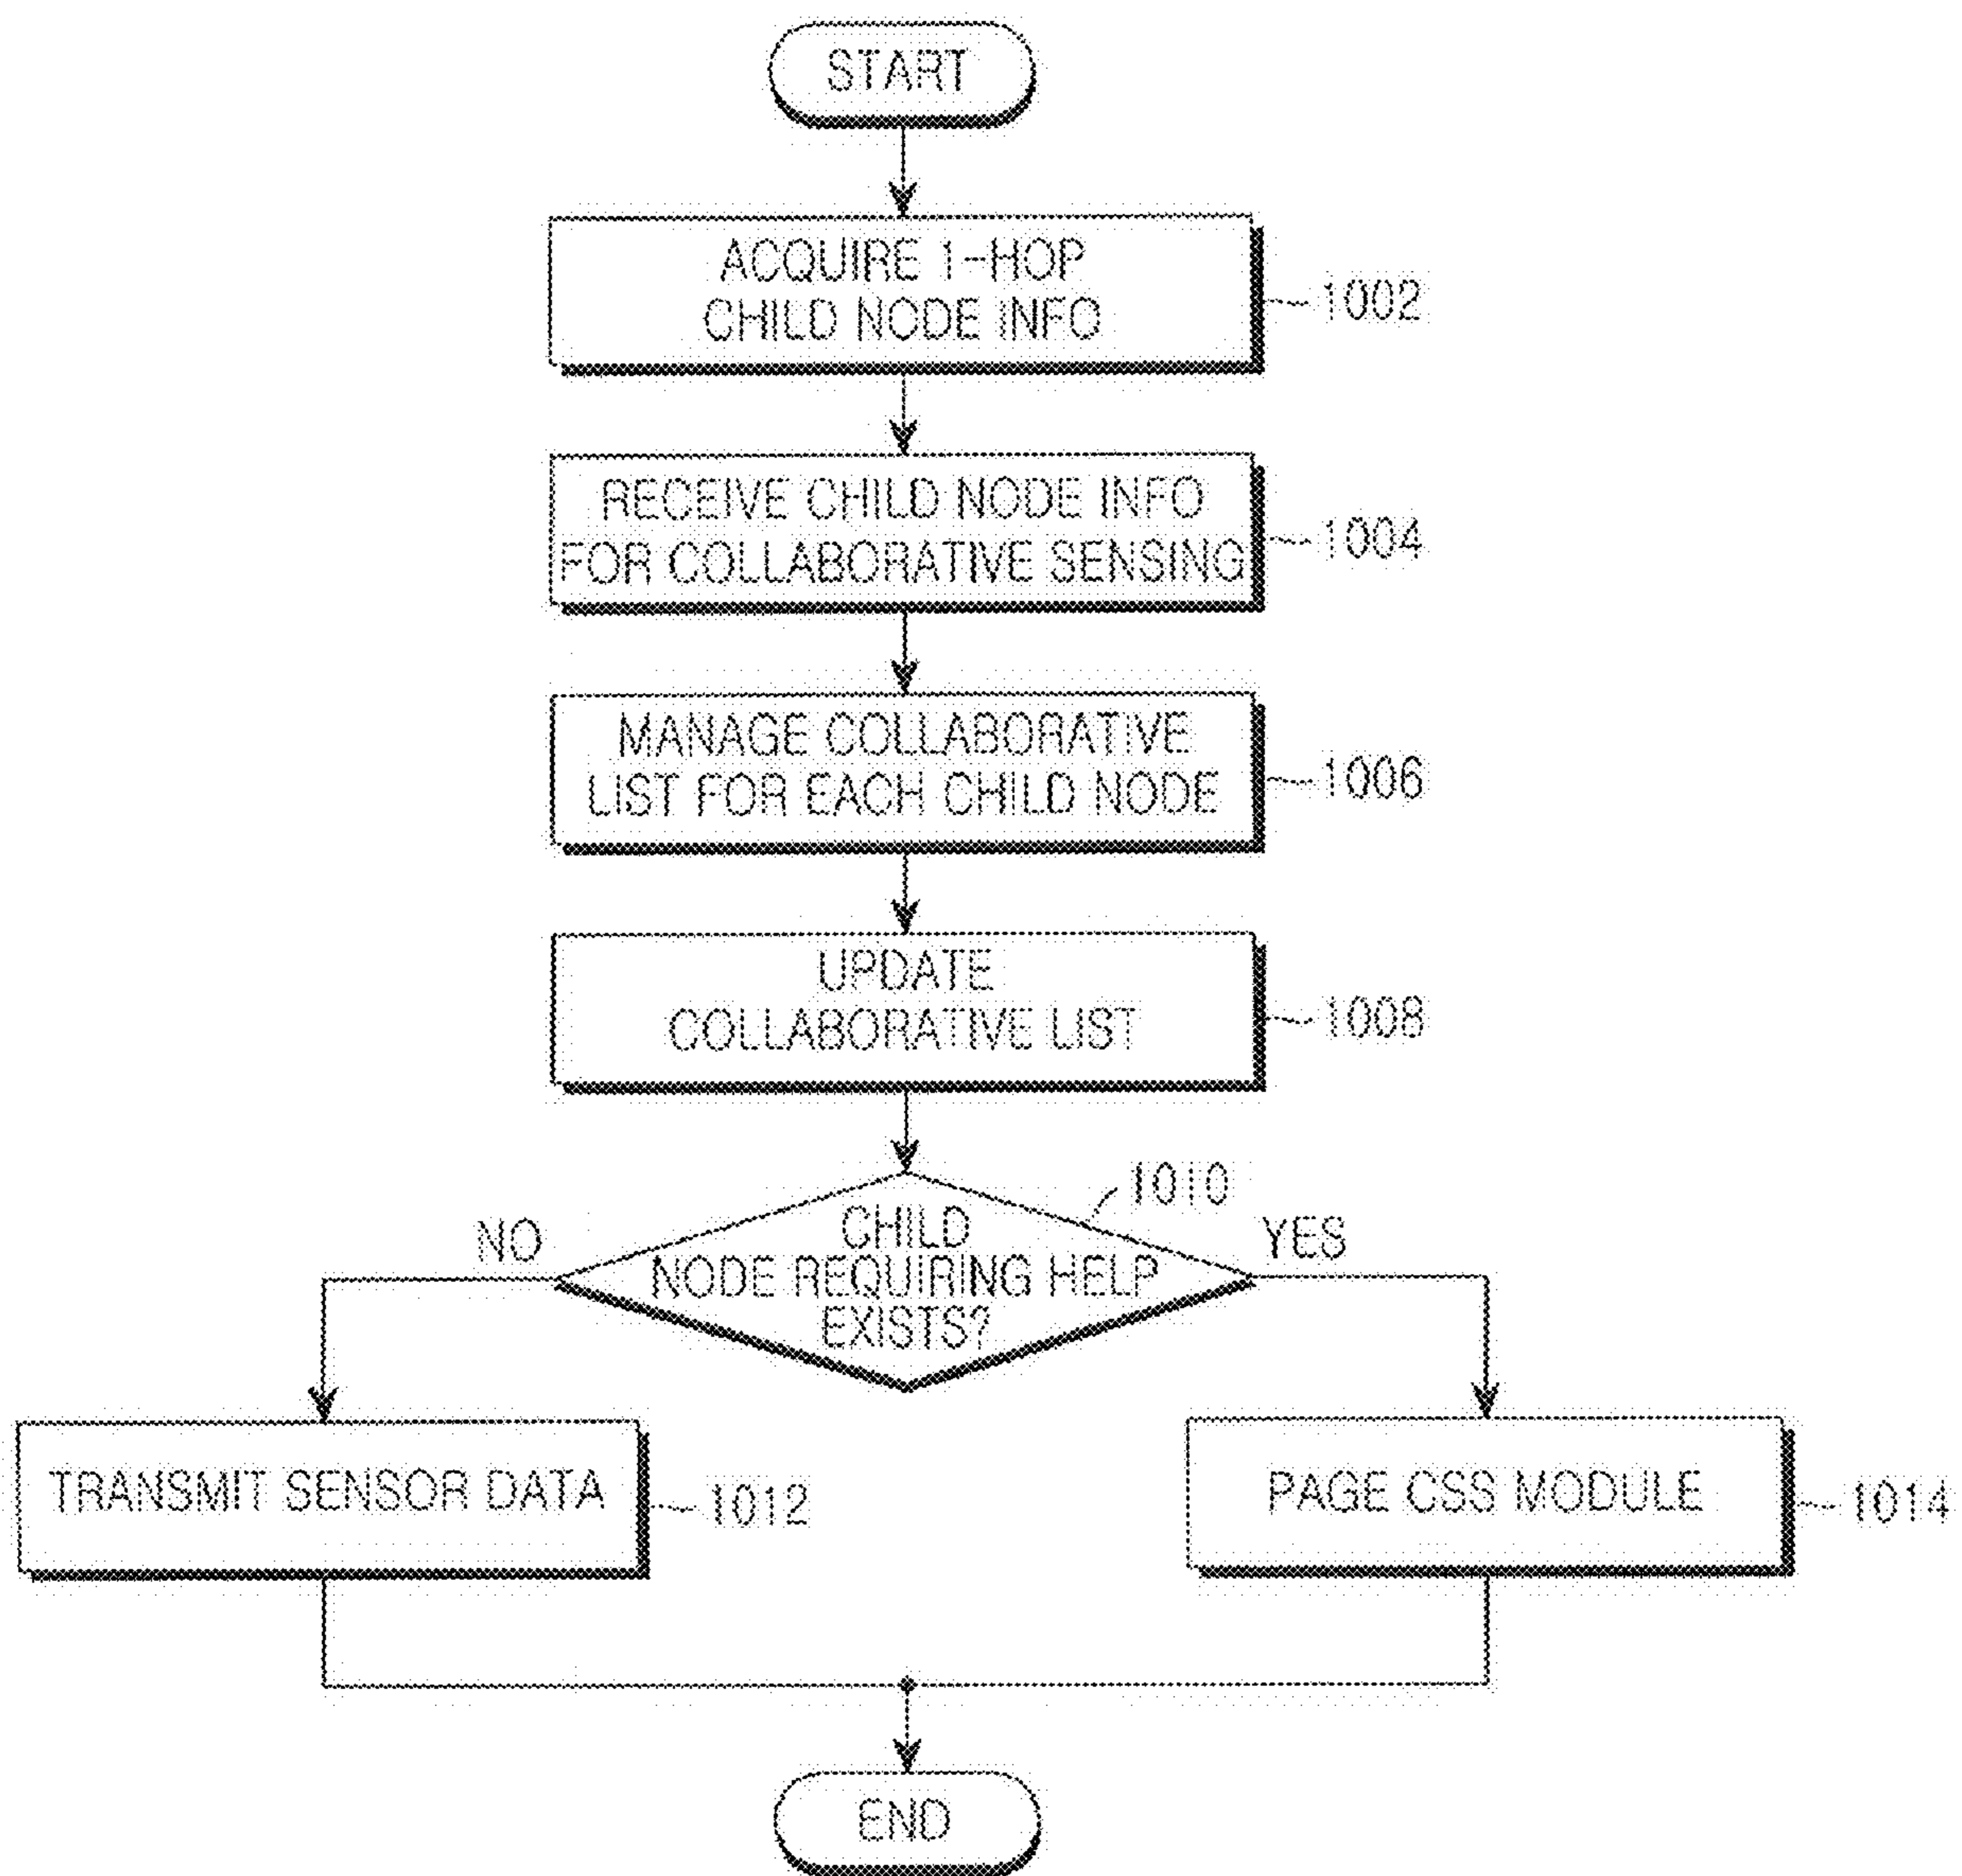 START
ACQUIRE 1-HOP
CHILD NODE INFO
1002
RECEIVE CHILD NODE INFO
FOR COLLABORATIVE SENSING
1004
MANAGE COLLABORATIVE
LIST FOR EACH CHILD NODE
1006
UPDATE
COLLABORATIVE LIST
1008
1010
NO
CHILD
NODE REQUIRING HELP
EXISTS?
YES
TRANSMIT SENSOR DATA
1012
PAGE CSS MODULE
1014
END